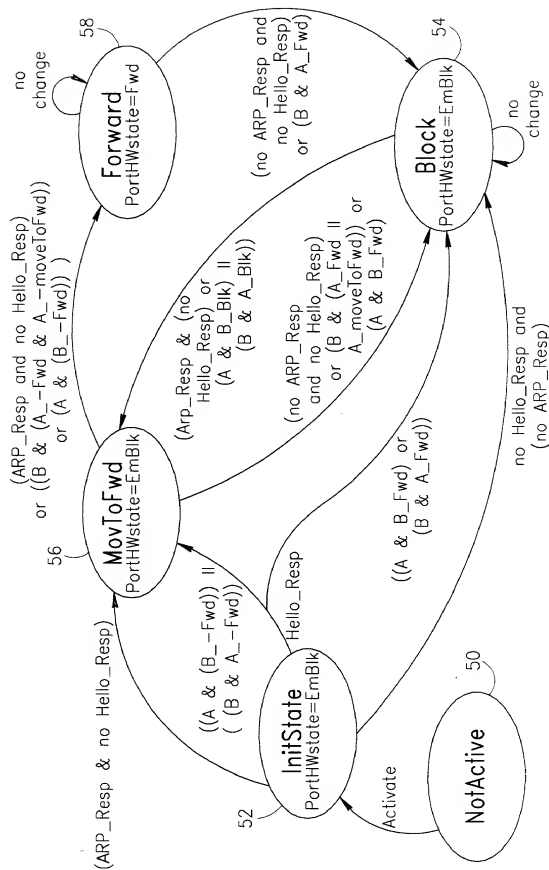 NotActive
50
Activate
InitState
PortHWstate=EmBlk
52
(ARP_Resp & no Hello_Resp)
((A & (B_¬Fwd)) ||
( (B & A_¬Fwd))
Hello_Resp
((A & B_Fwd) or
(B & A_Fwd))
no Hello_Resp and
(no ARP_Resp)
MovToFwd
PortHWstate=EmBlk
56
((ARP_Resp and no Hello_Resp)
or ((B & (A_¬Fwd & A_¬moveToFwd))
or (A & (B_¬Fwd)) )
(Arp_Resp & (no
Hello_Resp) or
(A & B_Blk) ||
(B & A_Blk))
(no ARP_Resp
and no Hello_Resp)
or (B & (A_Fwd ||
A_moveToFwd)) or
(A & B_Fwd)
Forward
PortHWstate=Fwd
58
no
change
(no ARP_Resp and
no Hello_Resp)
or (B & A_Fwd)
Block
PortHWstate=EmBlk
54
no
change